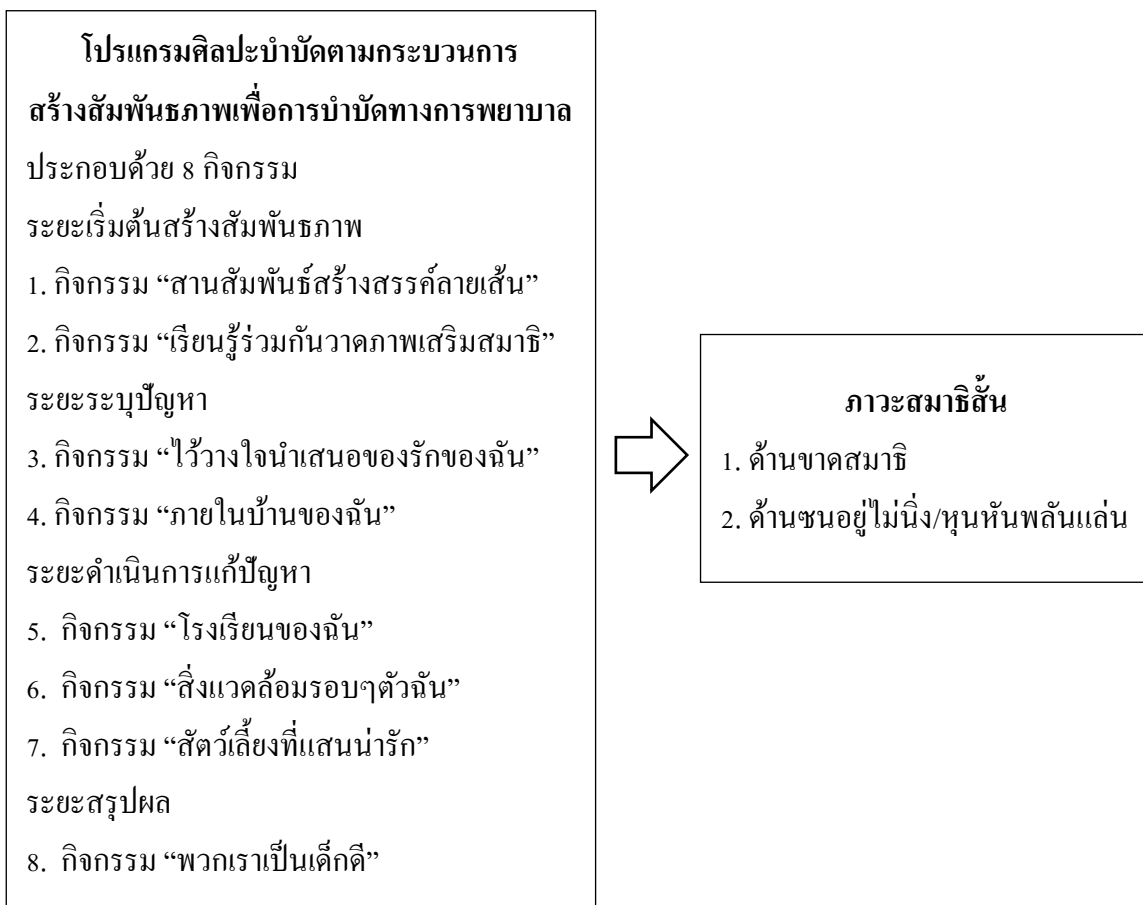 โปรแกรมศิลปะบำบัดตามกระบวนการ
สร้างสัมพันธภาพเพื่อการบำบัดทางการพยาบาล
ประกอบด้วย 8 กิจกรรม
ระยะเริ่มต้นสร้างสัมพันธภาพ
1. กิจกรรม “สานสัมพันธ์สร้างสรรค์ลายเส้น”
2. กิจกรรม “เรียนรู้ร่วมกันวาดภาพเสริมสมาธิ”
ระยะระบุปัญหา
3. กิจกรรม “ไว้วางใจนำเสนอของรักของฉัน”
4. กิจกรรม “ภายในบ้านของฉัน”
ระยะดำเนินการแก้ปัญหา
5. กิจกรรม “โรงเรียนของฉัน”
6. กิจกรรม “สิ่งแวดล้อมรอบๆตัวฉัน”
7. กิจกรรม “สัตว์เลี้ยงที่แสนน่ารัก”
ระยะสรุปผล
8. กิจกรรม “พวกเราเป็นเด็กดี”
ภาวะสมาธิสั้น
1. ด้านขาดสมาธิ
2. ด้านซนอยู่ไม่นิ่ง/หุนหันพลันแล่น